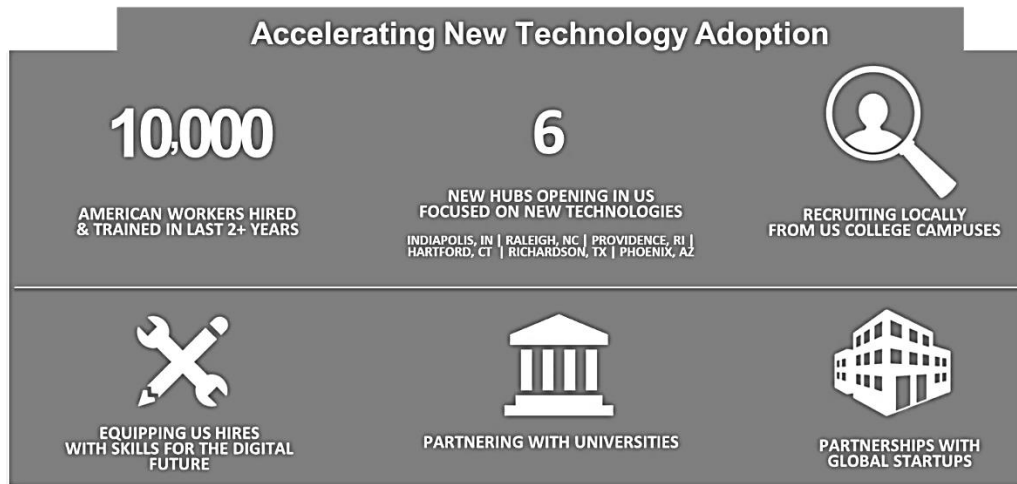 Accelerating New Technology Adoption
10,000
AMERICAN WORKERS HIRED
& TRAINED IN LAST 2+ YEARS
6
NEW HUBS OPENING IN US
FOCUSED ON NEW TECHNOLOGIES
INDIAPOLIS, IN | RALEIGH, NC | PROVIDENCE, RI |
HARTFORD, CT | RICHARDSON, TX | PHOENIX, AZ
RECRUITING LOCALLY
FROM US COLLEGE CAMPUSES
EQUIPPING US HIRES
WITH SKILLS FOR THE DIGITAL
FUTURE
PARTNERING WITH UNIVERSITIES
PARTNERSHIPS WITH
GLOBAL STARTUPS